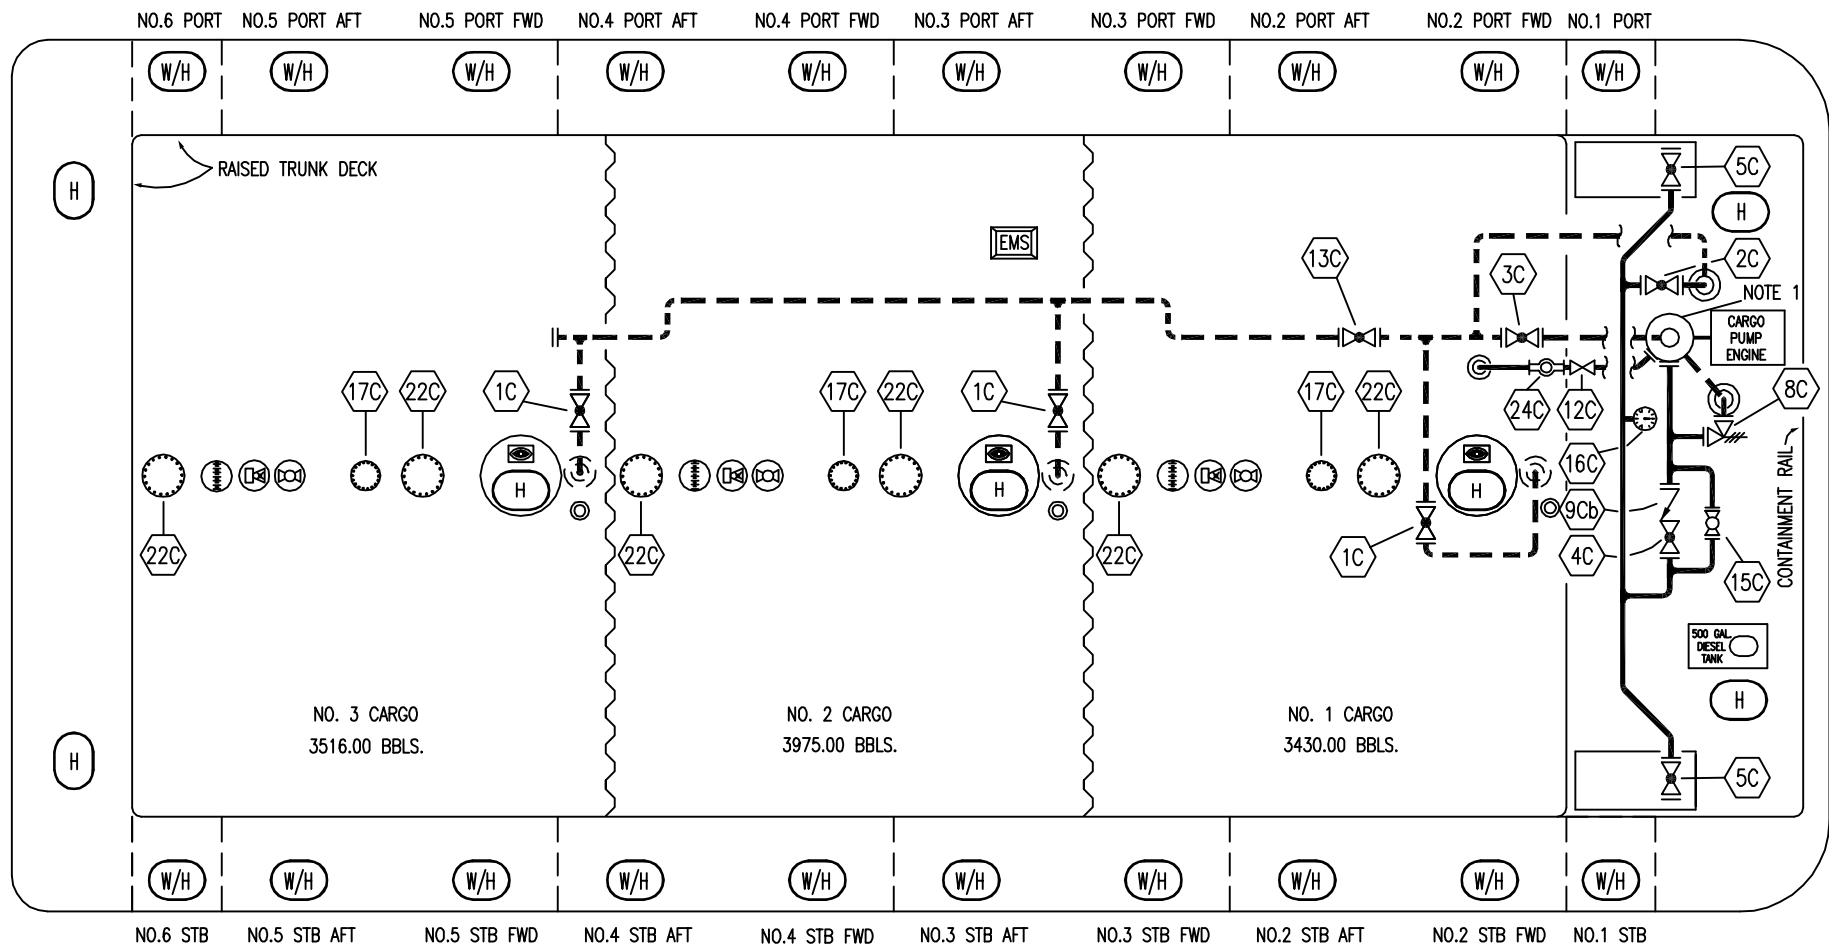 NO.6 PORT NO.5 PORT AFT NO.5 PORT FWD NO.4 PORT AFT NO.4 PORT FWD NO.3 PORT AFT NO.3 PORT FWD NO.2 PORT AFT NO.2 PORT FWD NO.1 PORT
W/H W/H W/H W/H W/H W/H W/H W/H W/H W/H
RAISED TRUNK DECK
5C
H
H
EMS
13C
3C
2C
NOTE 1
CARGO
PUMP
ENGINE
17C 22C 1C 17C 22C 1C 17C 22C 24C 12C 8C
16C
H H H
9Cb
22C 22C 22C 1C 4C
15C
CONTAINMENT RAIL
500 GAL.
DIESEL
TANK
H
NO. 3 CARGO
3516.00 BBLS.
NO. 2 CARGO
3975.00 BBLS.
NO. 1 CARGO
3430.00 BBLS.
H
5C
W/H W/H W/H W/H W/H W/H W/H W/H W/H W/H
NO.6 STB NO.5 STB AFT NO.5 STB FWD NO.4 STB AFT NO.4 STB FWD NO.3 STB AFT NO.3 STB FWD NO.2 STB AFT NO.2 STB FWD NO.1 STB